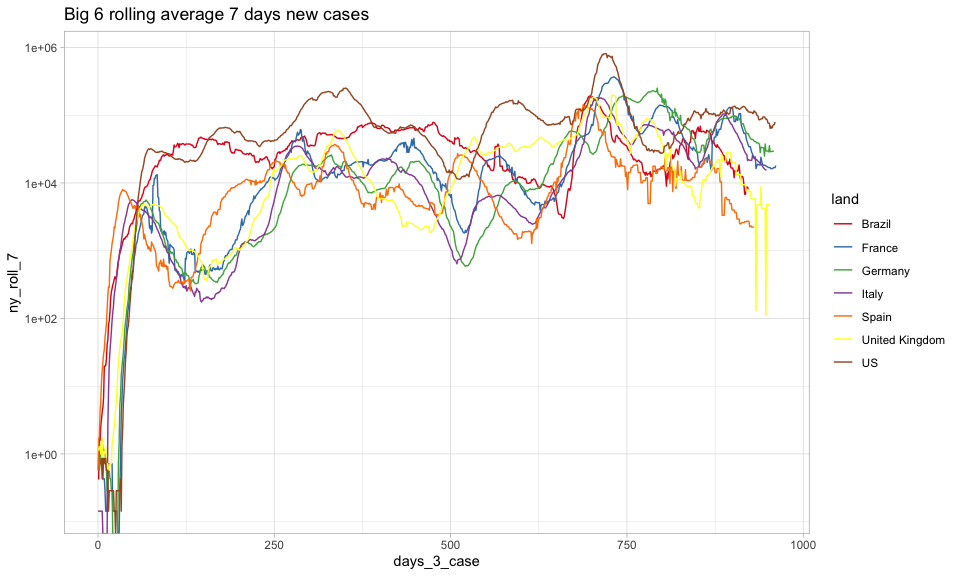 Big 6 rolling average 7 days new cases
1e+06
1e+04
1e+02
1e+00
ny_roll_7
0
250
500
750
1000
days_3_case
land
Brazil
France
Germany
Italy
Spain
United Kingdom
US